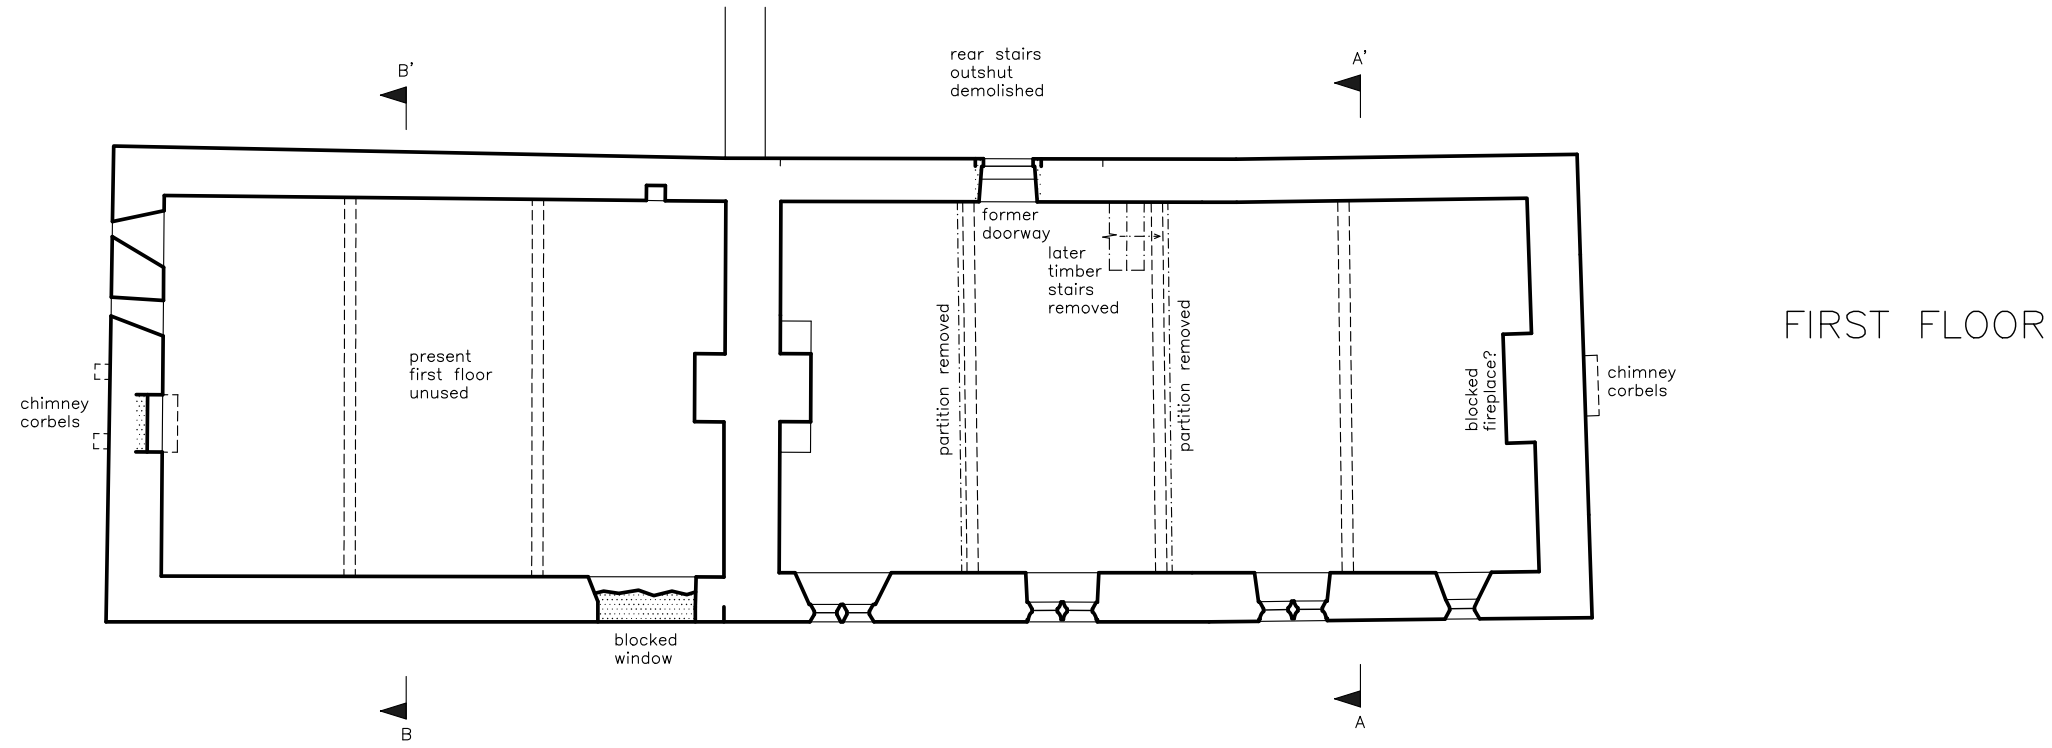 rear stairs
outshut
demolished
B'
A'
former
doorway
later
timber
stairs
removed
partition removed
partition removed
FIRST FLOOR
present
first floor
unused
blocked
fireplace?
chimney
corbels
chimney
corbels
blocked
window
B
A